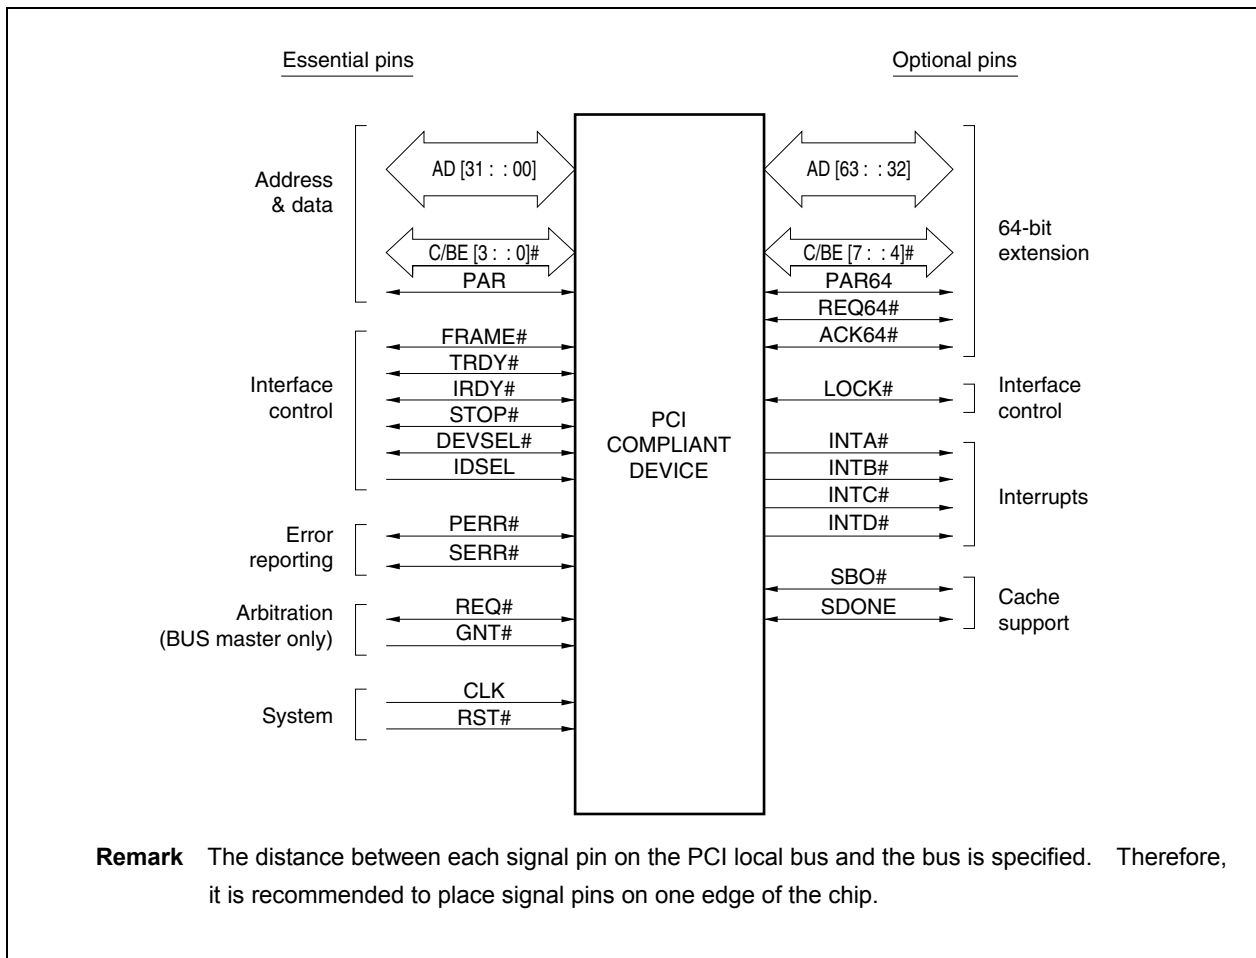 Essential pins
Optional pins
Address
& data
AD [31 : : 00]
C/BE [3 : : 0]#
PAR
Interface
control
FRAME#
TRDY#
IRDY#
STOP#
DEVSEL#
IDSEL
Error
reporting
PERR#
SERR#
Arbitration
(BUS master only)
REQ#
GNT#
System
CLK
RST#
PCI
COMPLIANT
DEVICE
AD [63 : : 32]
C/BE [7 : : 4]#
PAR64
REQ64#
ACK64#
64-bit
extension
LOCK#
Interface
control
INTA#
INTB#
INTC#
INTD#
Interrupts
SBO#
SDONE
Cache
support
Remark The distance between each signal pin on the PCI local bus and the bus is specified. Therefore,
it is recommended to place signal pins on one edge of the chip.